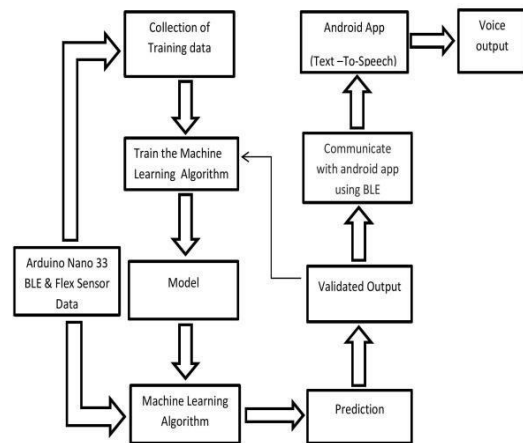 Collection of
Training data
Train the Machine
Learning Algorithm
Arduino Nano 33
BLE & Flex Sensor
Data
Model
Machine Learning
Algorithm
Prediction
Validated Output
Communicate
with android app
using BLE
Android App
(Text –To-Speech)
Voice
output